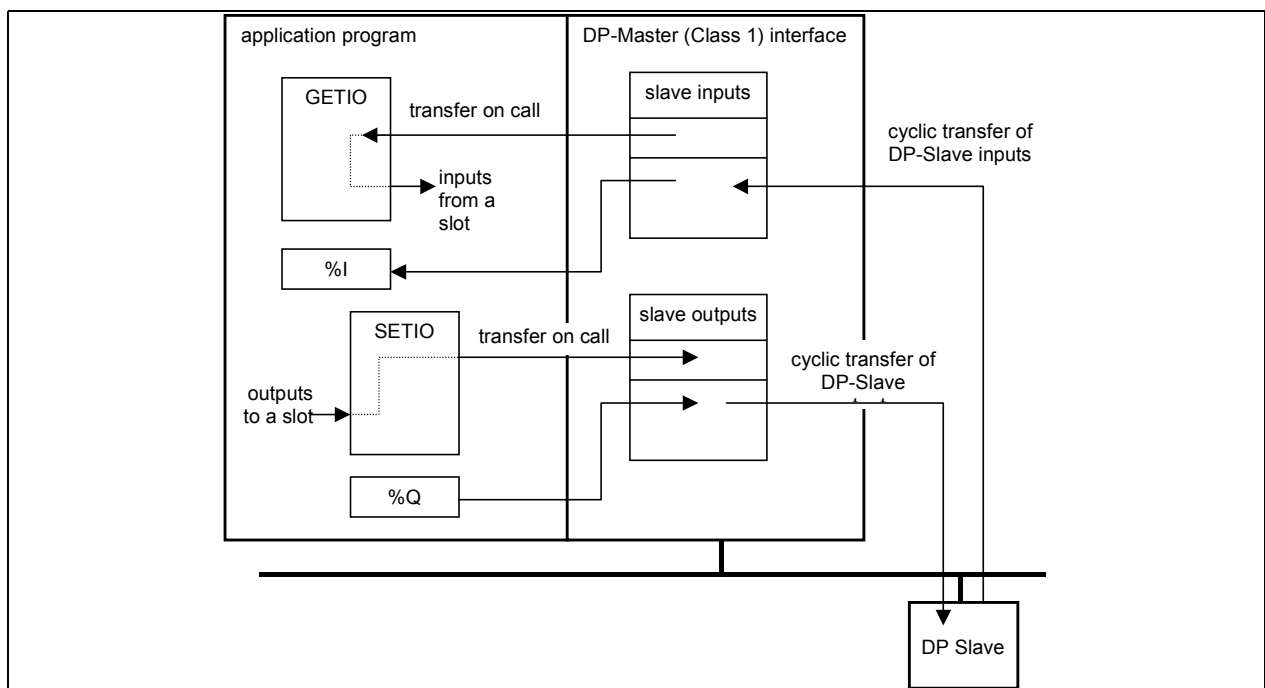 application program
DP-Master (Class 1) interface
GETIO
transfer on call
slave inputs
cyclic transfer of
DP-Slave inputs
inputs
from a
slot
%I
SETIO
transfer on call
slave outputs
cyclic transfer of
DP-Slave
outputs
to a slot
%Q
DP Slave